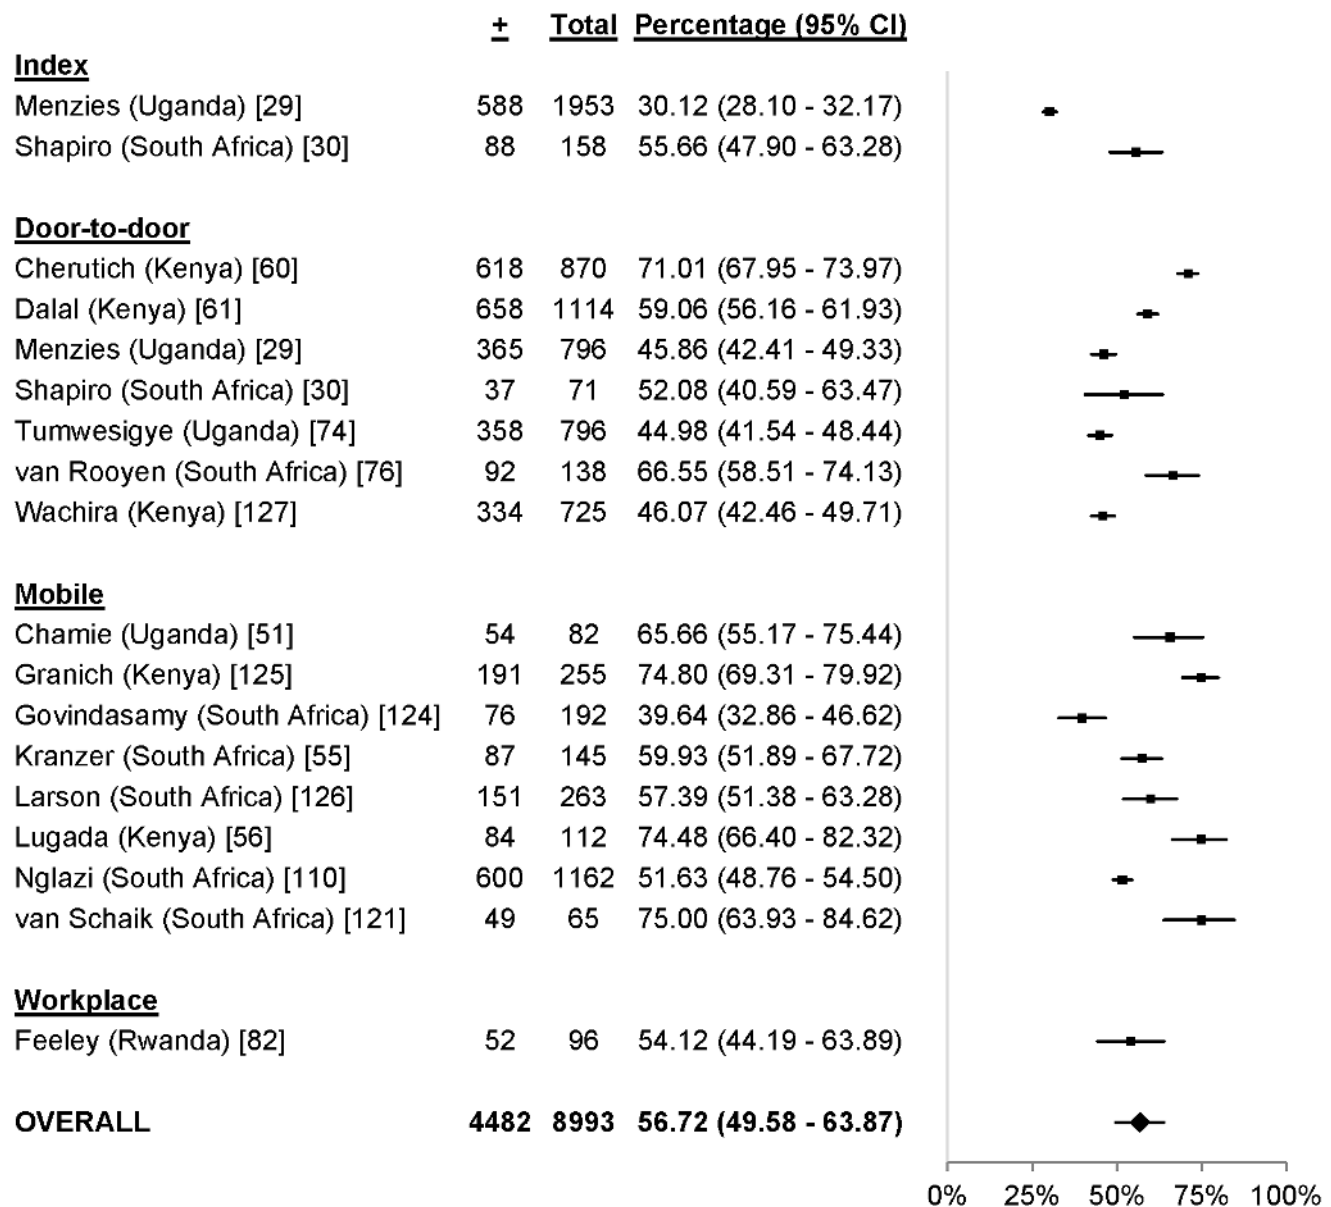 + Total Percentage (95% CI)
Index
Menzies (Uganda) [29] 588 1953 30.12 (28.10 - 32.17)
Shapiro (South Africa) [30] 88 158 55.66 (47.90 - 63.28)
Door-to-door
Cherutich (Kenya) [60] 618 870 71.01 (67.95 - 73.97)
Dalal (Kenya) [61] 658 1114 59.06 (56.16 - 61.93)
Menzies (Uganda) [29] 365 796 45.86 (42.41 - 49.33)
Shapiro (South Africa) [30] 37 71 52.08 (40.59 - 63.47)
Tumwesigye (Uganda) [74] 358 796 44.98 (41.54 - 48.44)
van Rooyen (South Africa) [76] 92 138 66.55 (58.51 - 74.13)
Wachira (Kenya) [127] 334 725 46.07 (42.46 - 49.71)
Mobile
Chamie (Uganda) [51] 54 82 65.66 (55.17 - 75.44)
Granich (Kenya) [125] 191 255 74.80 (69.31 - 79.92)
Govindasamy (South Africa) [124] 76 192 39.64 (32.86 - 46.62)
Kranzer (South Africa) [55] 87 145 59.93 (51.89 - 67.72)
Larson (South Africa) [126] 151 263 57.39 (51.38 - 63.28)
Lugada (Kenya) [56] 84 112 74.48 (66.40 - 82.32)
Nglazi (South Africa) [110] 600 1162 51.63 (48.76 - 54.50)
van Schaik (South Africa) [121] 49 65 75.00 (63.93 - 84.62)
Workplace
Feeley (Rwanda) [82] 52 96 54.12 (44.19 - 63.89)
OVERALL 4482 8993 56.72 (49.58 - 63.87)
0% 25% 50% 75% 100%